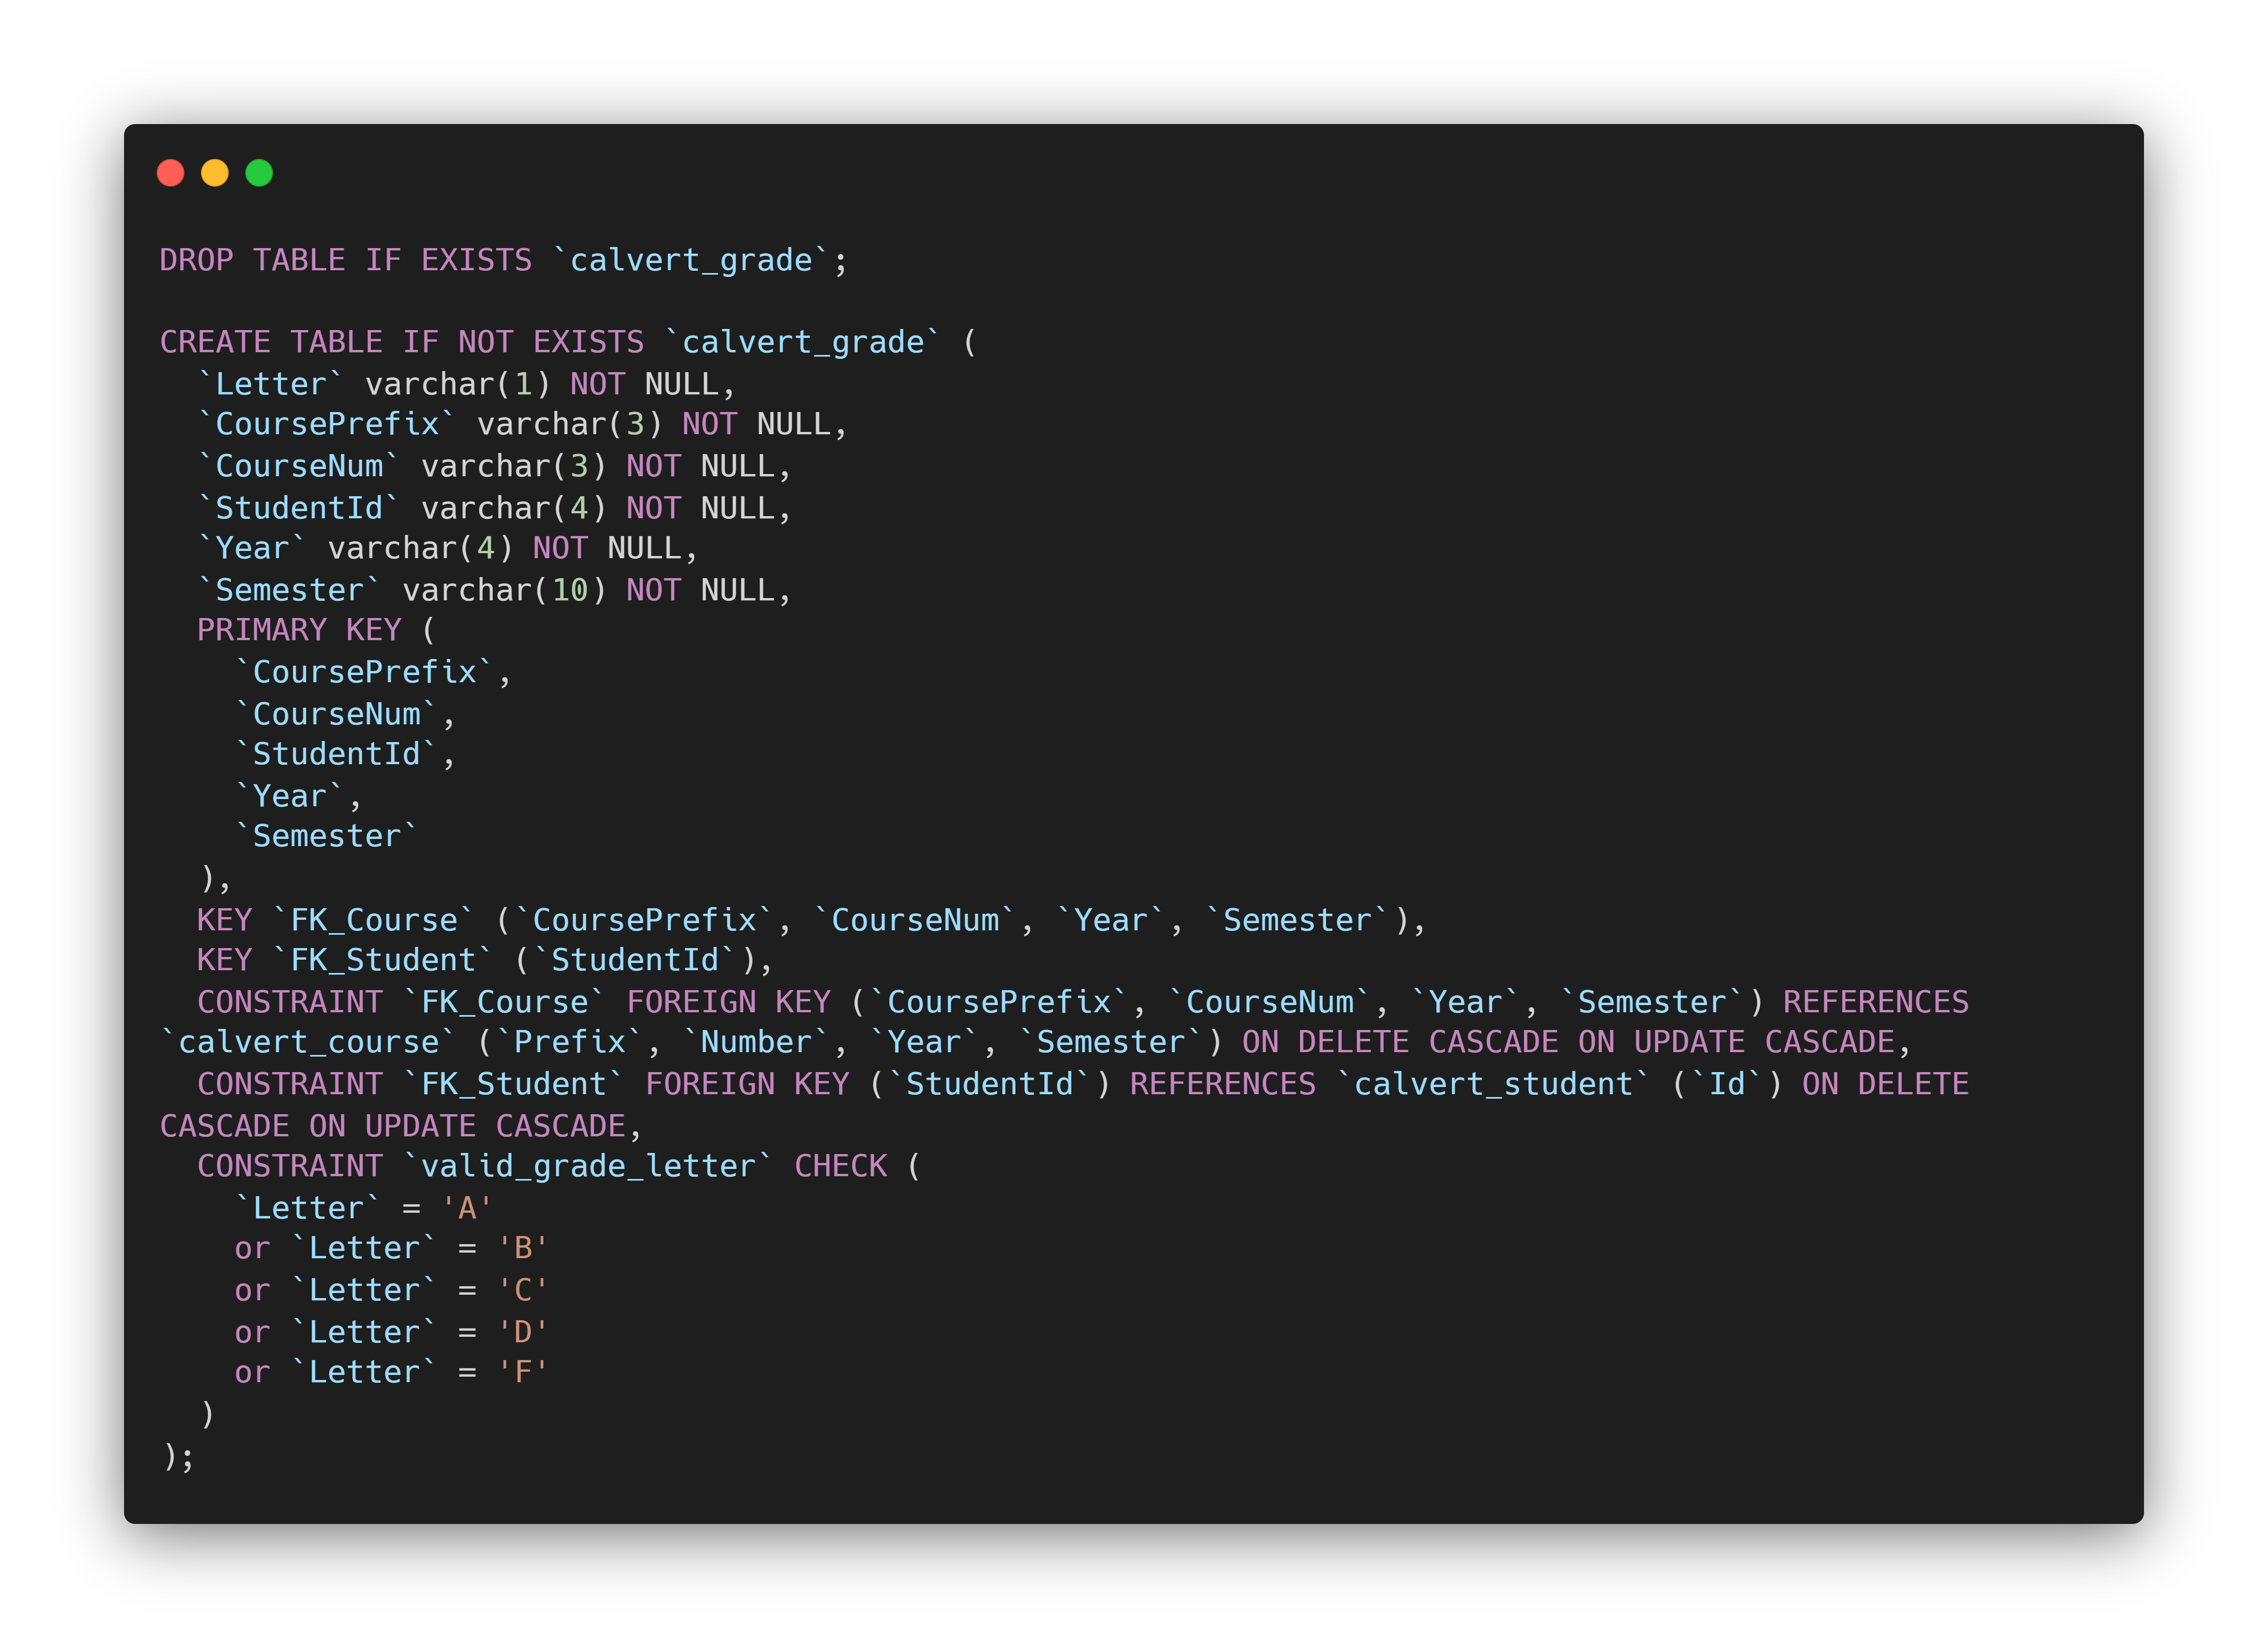 DROP TABLE IF EXISTS `calvert_grade`;
CREATE TABLE IF NOT EXISTS `calvert_grade` (
  `Letter` varchar(1) NOT NULL,
  `CoursePrefix` varchar(3) NOT NULL,
  `CourseNum` varchar(3) NOT NULL,
  `StudentId` varchar(4) NOT NULL,
  `Year` varchar(4) NOT NULL,
  `Semester` varchar(10) NOT NULL,
  PRIMARY KEY (
    `CoursePrefix`,
    `CourseNum`,
    `StudentId`,
    `Year`,
    `Semester`
  ),
  KEY `FK_Course` (`CoursePrefix`, `CourseNum`, `Year`, `Semester`),
  KEY `FK_Student` (`StudentId`),
  CONSTRAINT `FK_Course` FOREIGN KEY (`CoursePrefix`, `CourseNum`, `Year`, `Semester`) REFERENCES
`calvert_course` (`Prefix`, `Number`, `Year`, `Semester`) ON DELETE CASCADE ON UPDATE CASCADE,
  CONSTRAINT `FK_Student` FOREIGN KEY (`StudentId`) REFERENCES `calvert_student` (`Id`) ON DELETE
CASCADE ON UPDATE CASCADE,
  CONSTRAINT `valid_grade_letter` CHECK (
    `Letter` = 'A'
    or `Letter` = 'B'
    or `Letter` = 'C'
    or `Letter` = 'D'
    or `Letter` = 'F'
  )
);